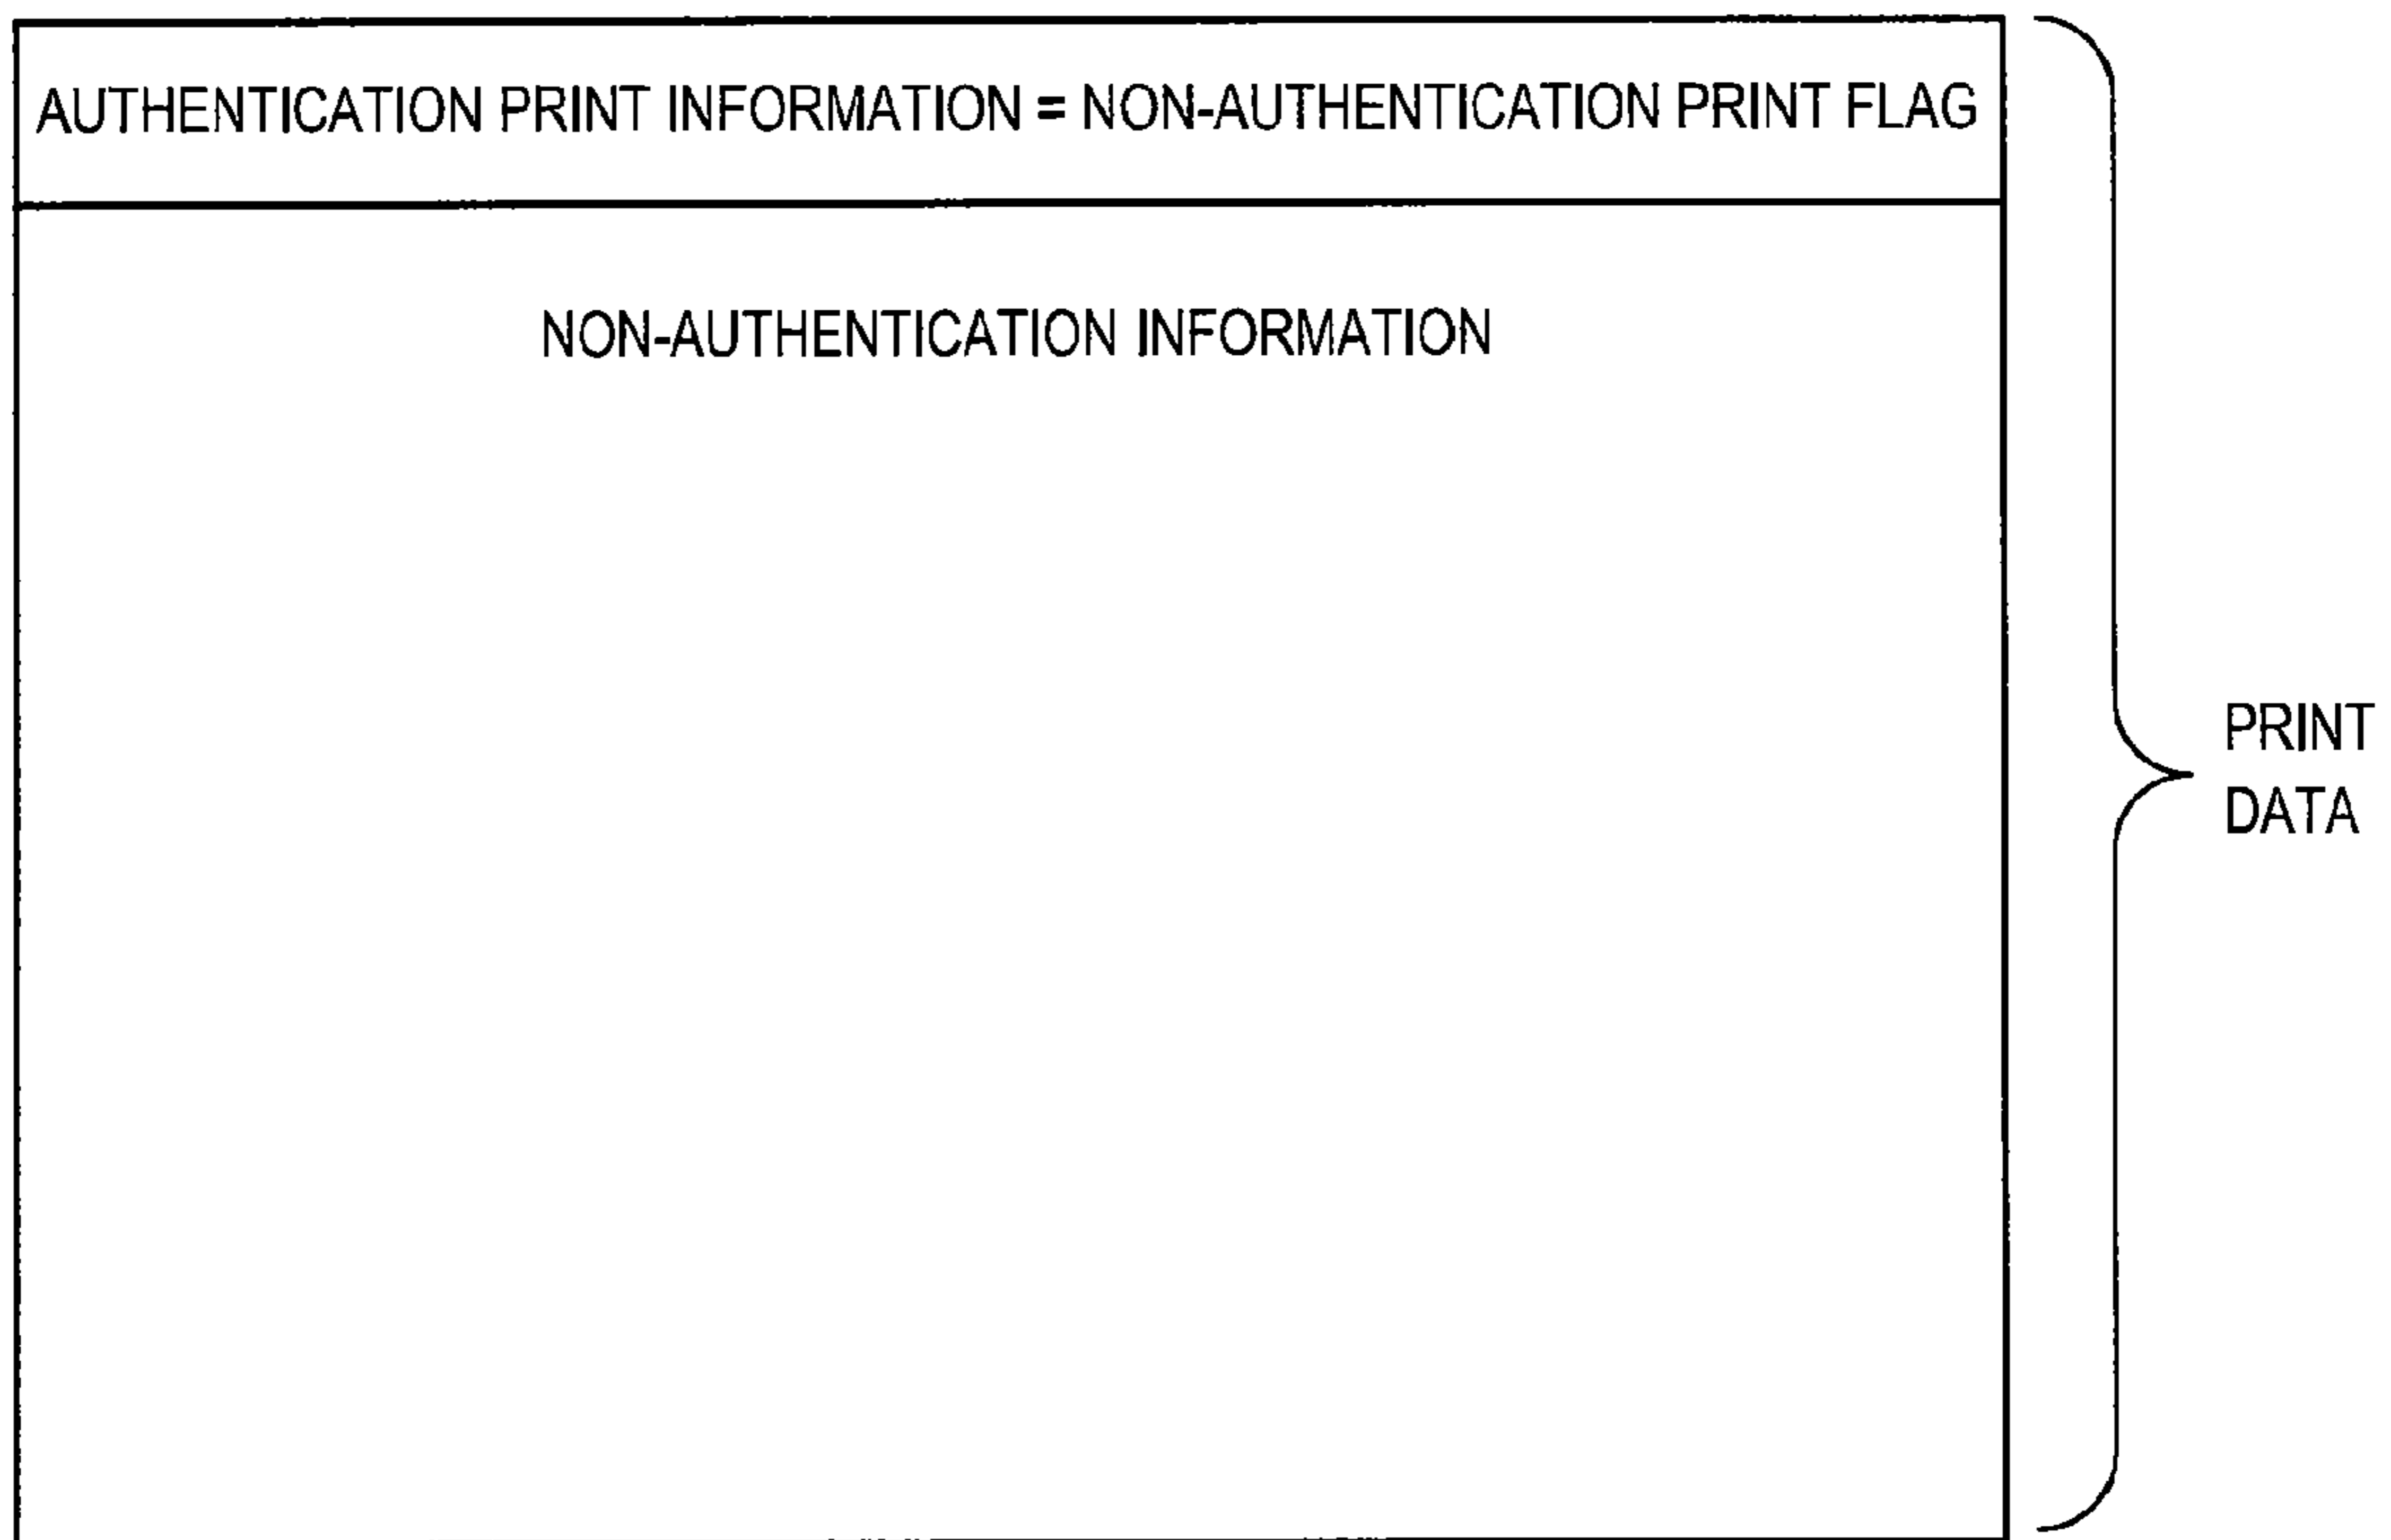 AUTHENTICATION PRINT INFORMATION = NON-AUTHENTICATION PRINT FLAG
NON-AUTHENTICATION INFORMATION
PRINT
DATA